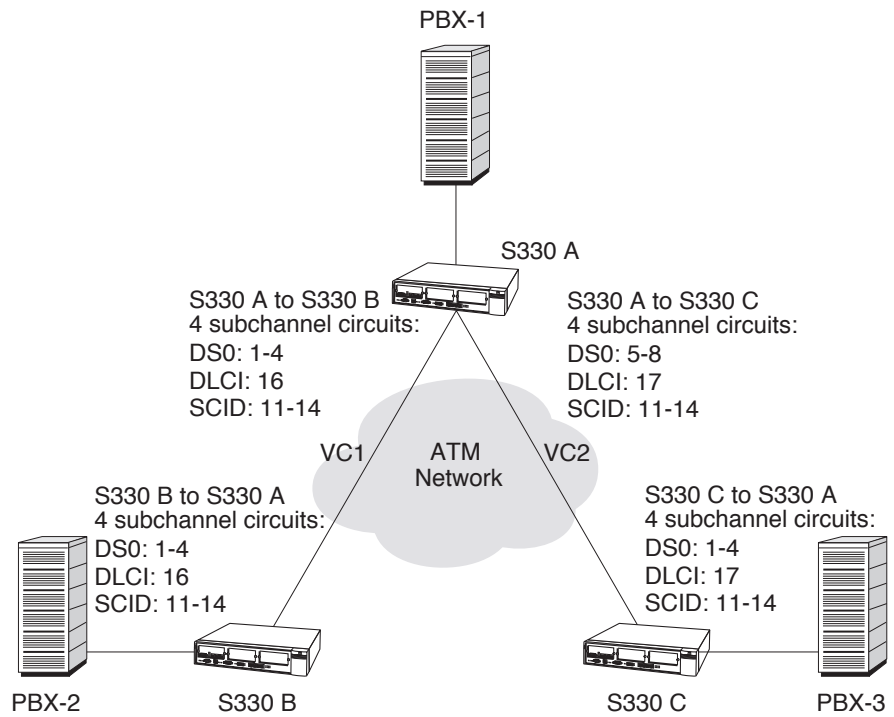 PBX-1
S330 A
S330 A to S330 B
4 subchannel circuits:
DS0: 1-4
DLCI: 16
SCID: 11-14
S330 A to S330 C
4 subchannel circuits:
DS0: 5-8
DLCI: 17
SCID: 11-14
VC1
ATM
Network
VC2
S330 B to S330 A
4 subchannel circuits:
DS0: 1-4
DLCI: 16
SCID: 11-14
S330 C to S330 A
4 subchannel circuits:
DS0: 1-4
DLCI: 17
SCID: 11-14
PBX-2
S330 B
S330 C
PBX-3